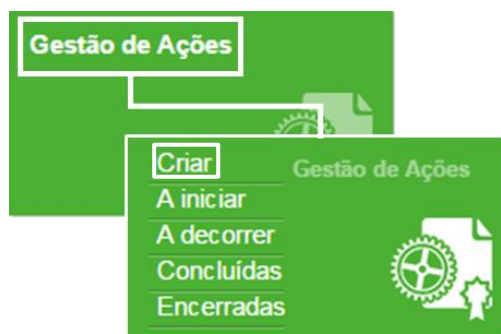 Gestão de Ações
Criar
Gestão de Ações
A iniciar
A decorrer
Concluídas
Encerradas